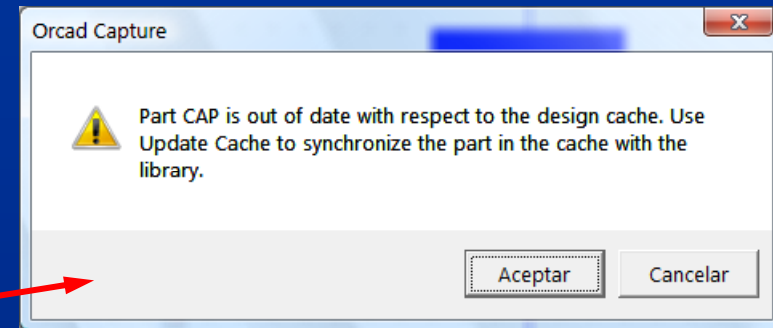 Orcad Capture
Part CAP is out of date with respect to the design cache. Use
Update Cache to synchronize the part in the cache with the
library.
Aceptar
Cancelar